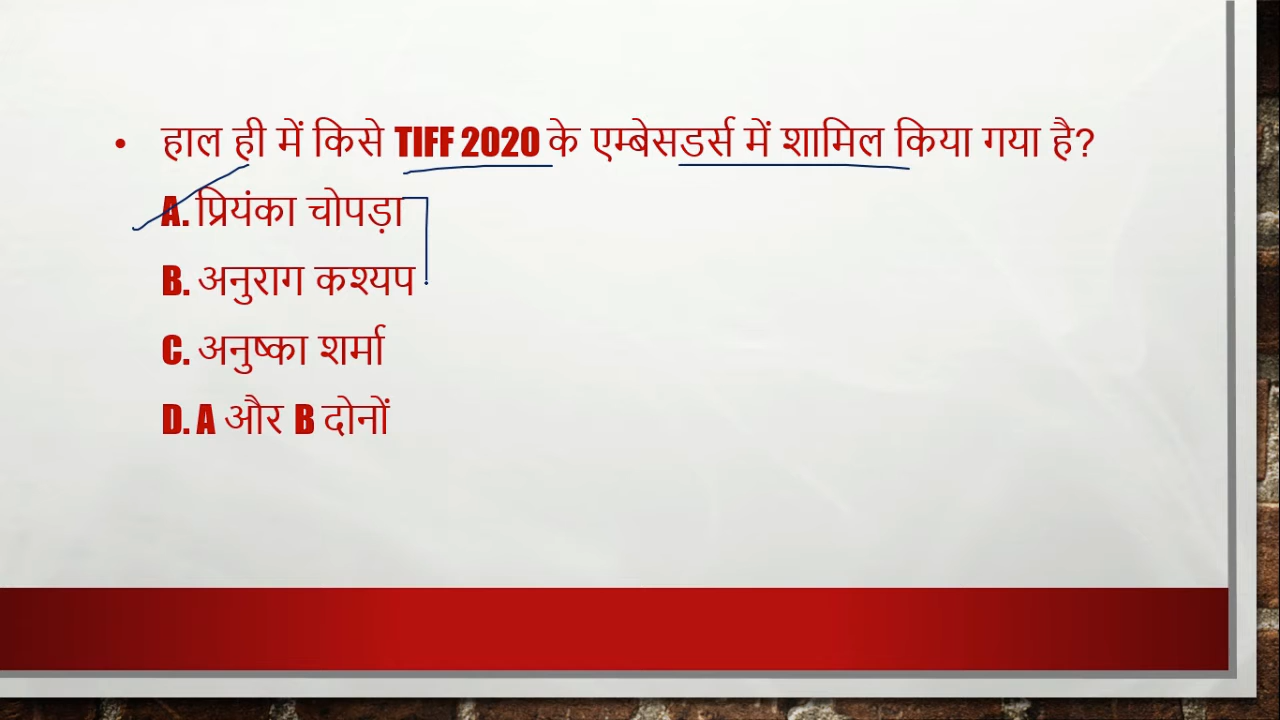 • हाल ही में किसे TIFF 2020 के एम्बेसडर्स में शामिल किया गया है?
A. प्रियंका चोपड़ा
B. अनुराग कश्यप
C. अनुष्का शर्मा
D. A और B दोनों